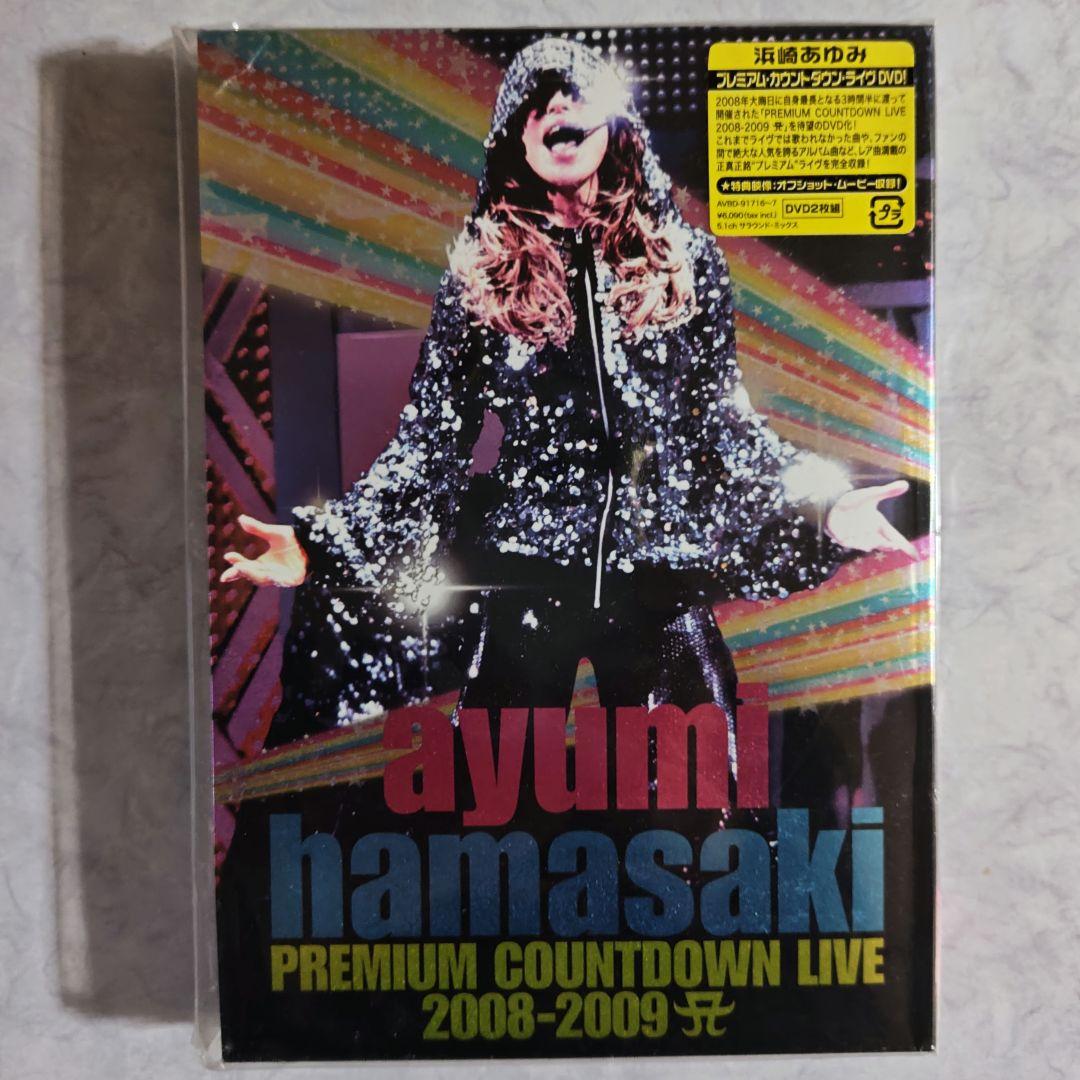 浜崎あゆみ
プレミアム・カウントダウン・ライヴDVD!
2008年大晦日に自身最長となる3時間半に渡って
開催された「PREMIUM COUNTDOWN LIVE
2008-2009 A」を待望のDVD化!
これまでライヴでは歌われなかった曲や、ファンの
間で絶大な人気を誇るアルバム曲など、レア曲満載の
正真正銘“プレミアム”ライヴを完全収録!
★特典映像:オフショット・ムービー収録!
AVBD-91716~7
¥6,090(tax incl.)
DVD2枚組
5.1ch サラウンド・ミックス
プラ
ayumi
hamasaki
PREMIUM COUNTDOWN LIVE
2008-2009 A